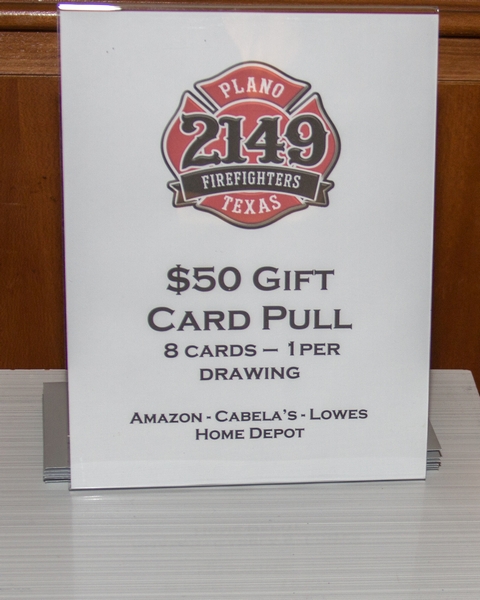 PLANO
2149
FIREFIGHTERS
TEXAS
$50 GIFT
CARD PULL
8 CARDS – 1 PER
DRAWING
AMAZON - CABELA'S - LOWES
HOME DEPOT